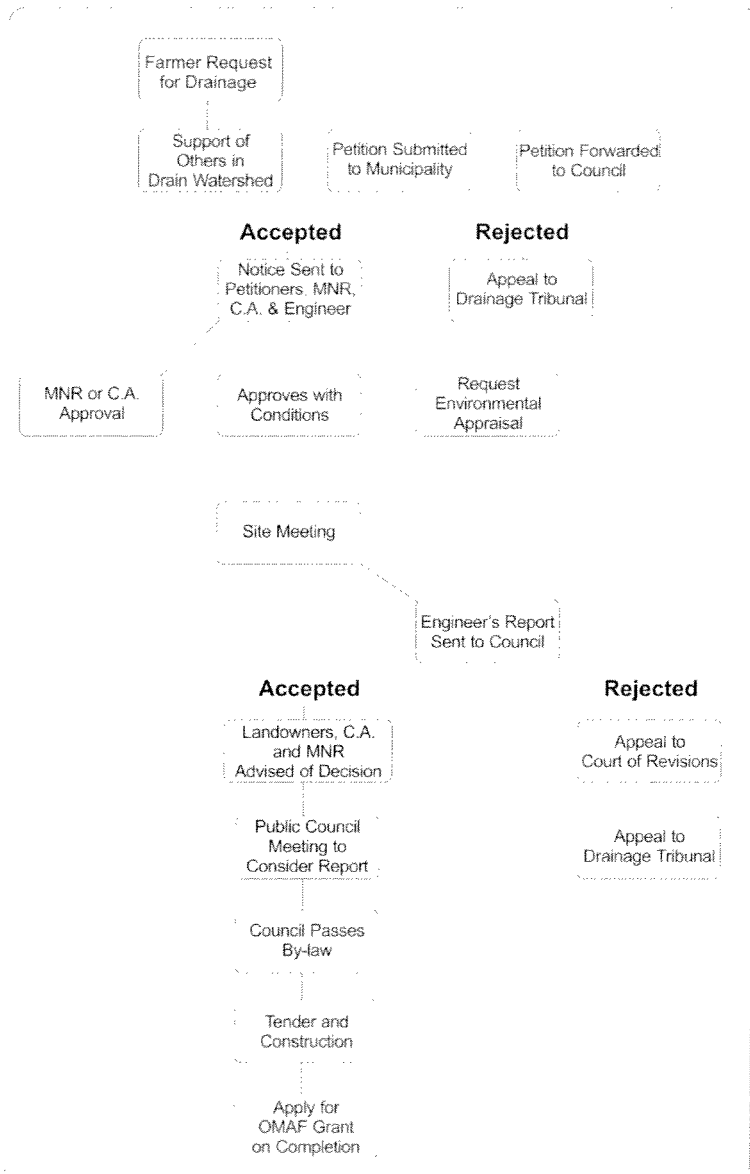 Farmer Request
for Drainage
Support of
Others in
Drain Watershed
Petition Submitted
to Municipality
Petition Forwarded
to Council
Accepted
Rejected
Notice Sent to
Petitioners, MNR,
C.A. & Engineer
Appeal to
Drainage Tribunal
MNR or C.A.
Approval
Approves with
Conditions
Request
Environmental
Appraisal
Site Meeting
Engineer's Report
Sent to Council
Accepted
Rejected
Landowners, C.A.
and MNR
Advised of Decision
Appeal to
Court of Revisions
Public Council
Meeting to
Consider Report
Appeal to
Drainage Tribunal
Council Passes
By-law
Tender and
Construction
Apply for
OMAF Grant
on Completion